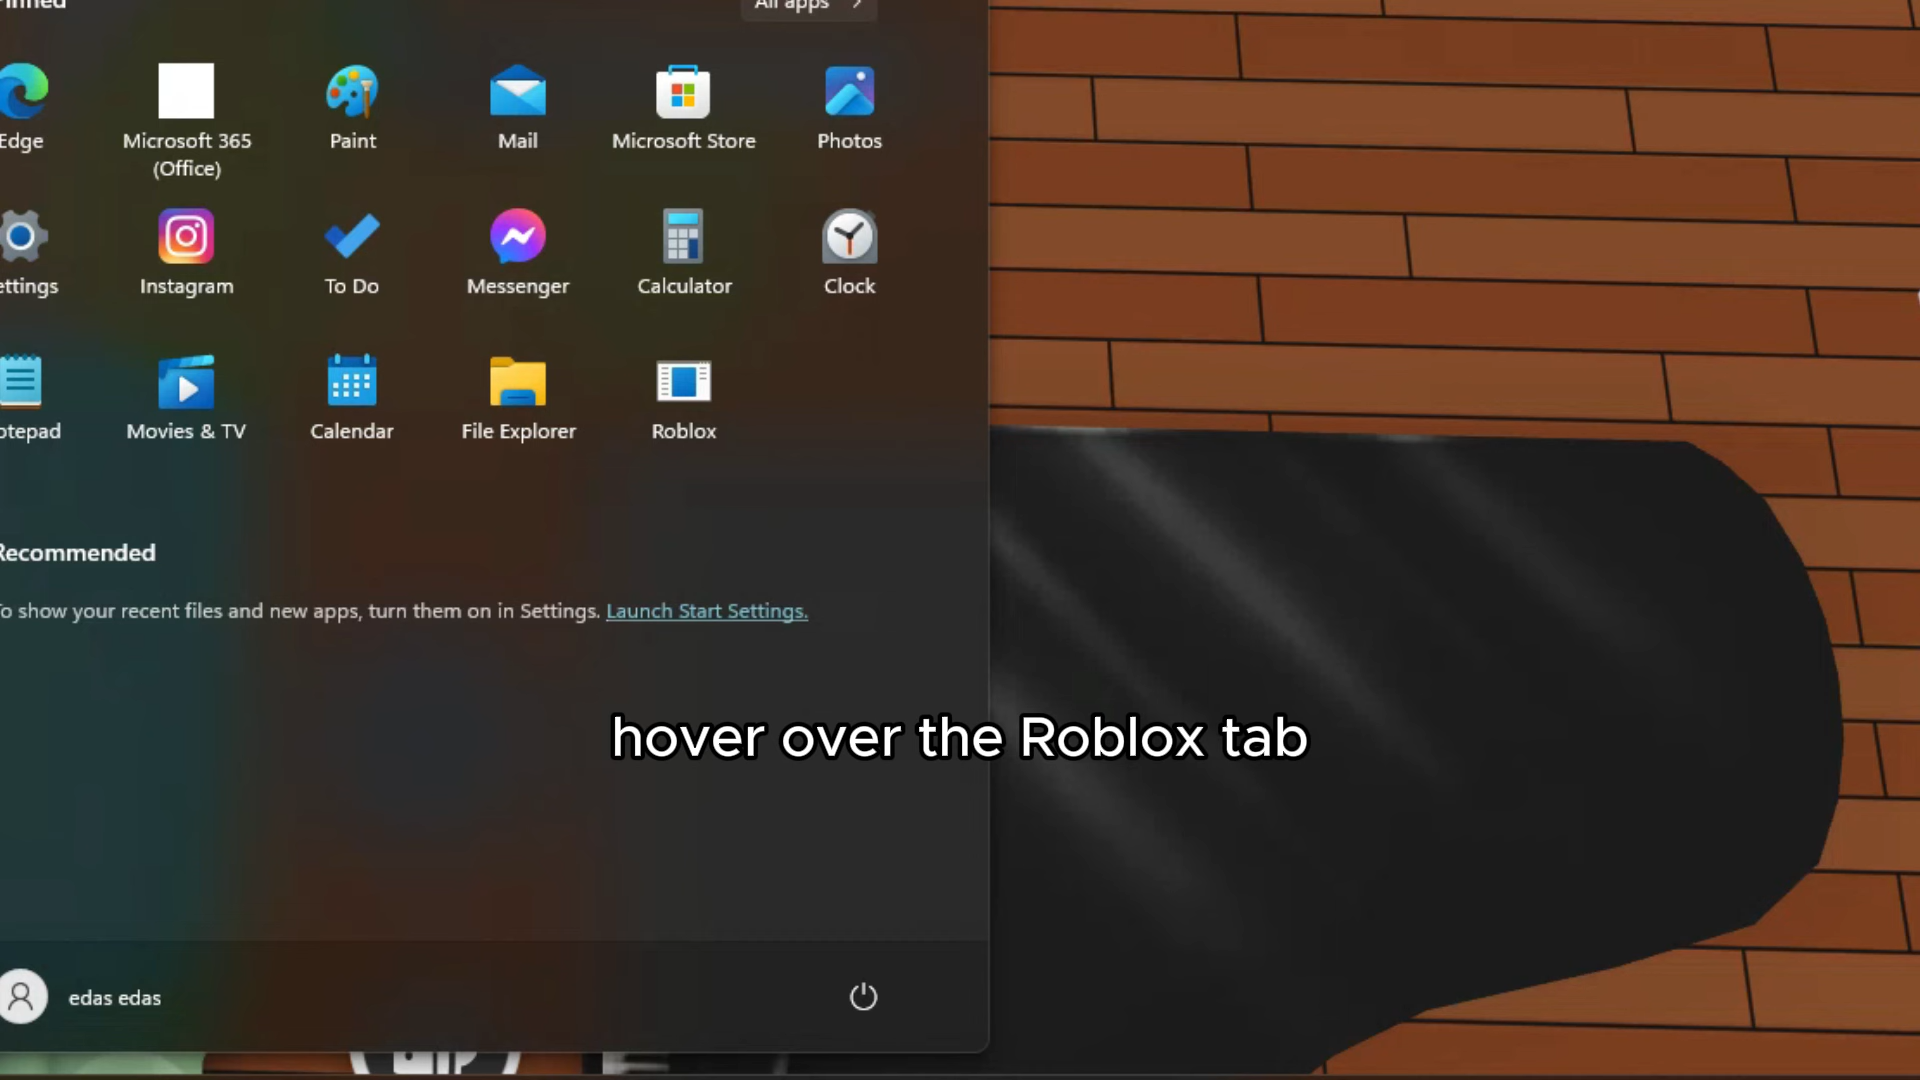 All apps
Edge
Microsoft 365
(Office)
Paint
Mail
Microsoft Store
Photos
Instagram
To Do
Messenger
Calculator
Clock
Movies & TV
Calendar
File Explorer
Roblox
Recommended
To show your recent files and new apps, turn them on in Settings. Launch Start Settings.
hover over the Roblox tab
edas edas